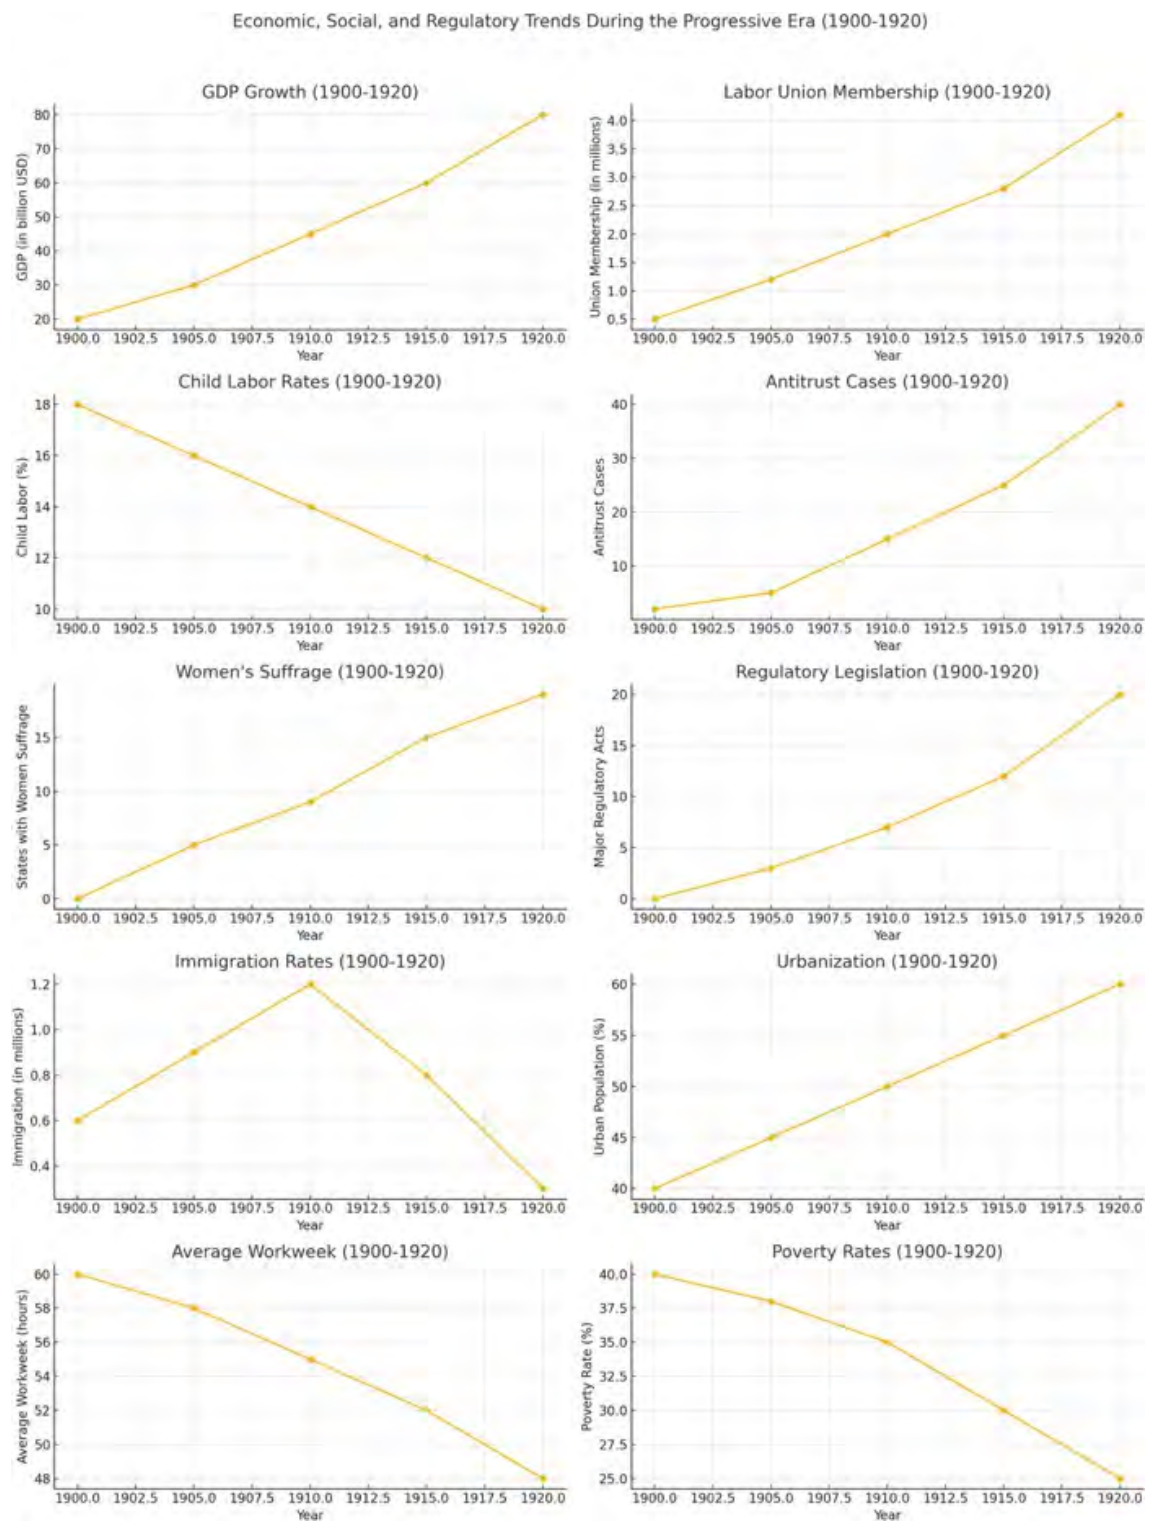 Economic, Social, and Regulatory Trends During the Progressive Era (1900-1920)
GDP Growth (1900-1920)
GDP (in billion USD)
80
70
60
50
40
30
20
1900.0 1902.5 1905.0 1907.5 1910.0 1912.5 1915.0 1917.5 1920.0
Year
Labor Union Membership (1900-1920)
Union Membership (in millions)
4.0
3.5
3.0
2.5
2.0
1.5
1.0
0.5
1900.0 1902.5 1905.0 1907.5 1910.0 1912.5 1915.0 1917.5 1920.0
Year
Child Labor Rates (1900-1920)
Child Labor (%)
18
16
14
12
10
1900.0 1902.5 1905.0 1907.5 1910.0 1912.5 1915.0 1917.5 1920.0
Year
Antitrust Cases (1900-1920)
Antitrust Cases
40
30
20
10
1900.0 1902.5 1905.0 1907.5 1910.0 1912.5 1915.0 1917.5 1920.0
Year
Women's Suffrage (1900-1920)
States with Women Suffrage
15
10
5
0
1900.0 1902.5 1905.0 1907.5 1910.0 1912.5 1915.0 1917.5 1920.0
Year
Regulatory Legislation (1900-1920)
Major Regulatory Acts
20
15
10
5
0
1900.0 1902.5 1905.0 1907.5 1910.0 1912.5 1915.0 1917.5 1920.0
Year
Immigration Rates (1900-1920)
Immigration (in millions)
1.2
1.0
0.8
0.6
0.4
1900.0 1902.5 1905.0 1907.5 1910.0 1912.5 1915.0 1917.5 1920.0
Year
Urbanization (1900-1920)
Urban Population (%)
60
55
50
45
40
1900.0 1902.5 1905.0 1907.5 1910.0 1912.5 1915.0 1917.5 1920.0
Year
Average Workweek (1900-1920)
Average Workweek (hours)
60
58
56
54
52
50
48
1900.0 1902.5 1905.0 1907.5 1910.0 1912.5 1915.0 1917.5 1920.0
Year
Poverty Rates (1900-1920)
Poverty Rate (%)
40.0
37.5
35.0
32.5
30.0
27.5
25.0
1900.0 1902.5 1905.0 1907.5 1910.0 1912.5 1915.0 1917.5 1920.0
Year